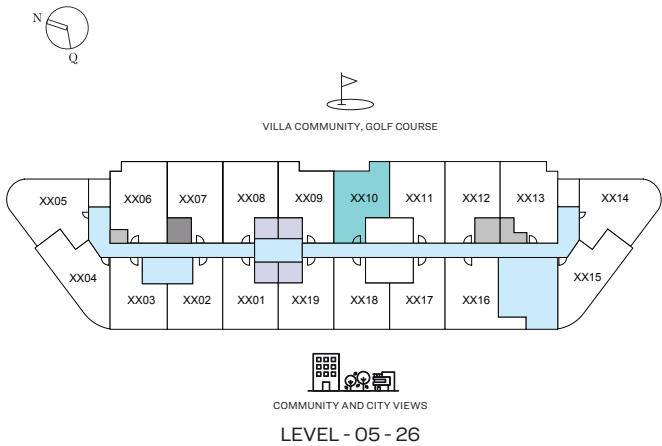 N
Q
VILLA COMMUNITY, GOLF COURSE
XX05
XX06
XX07
XX08
XX09
XX10
XX11
XX12
XX13
XX14
XX04
XX03
XX02
XX01
XX19
XX18
XX17
XX16
XX15
COMMUNITY AND CITY VIEWS
LEVEL - 05 - 26